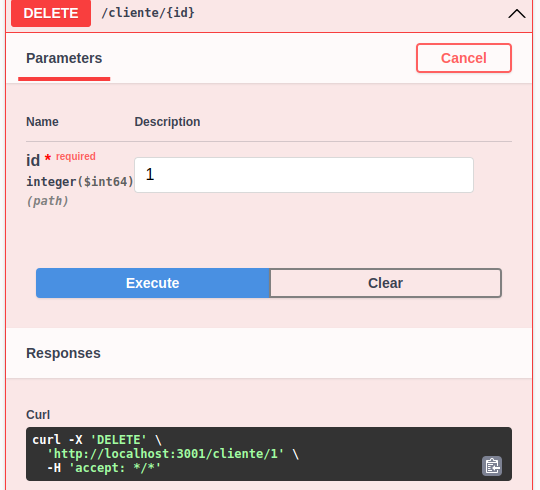 DELETE /cliente/{id}
Parameters Cancel
Name Description
id * required
integer($int64) 1
(path)
Execute Clear
Responses
Curl
curl -X 'DELETE' \
'http://localhost:3001/cliente/1' \
-H 'accept: */*'